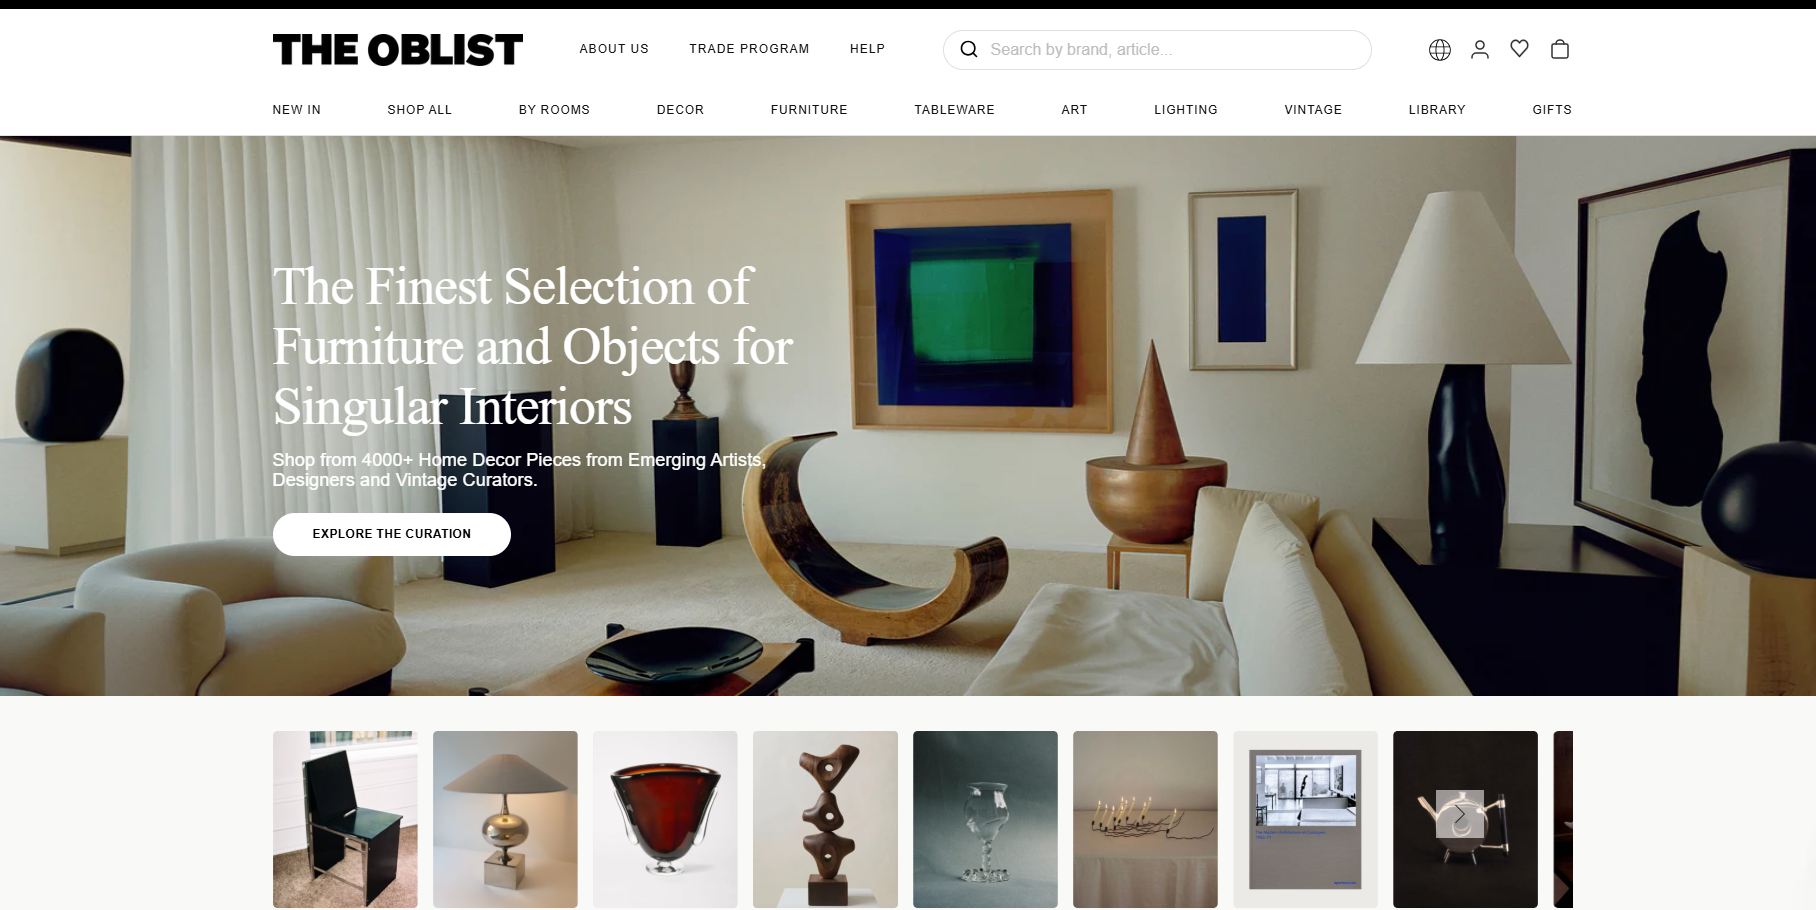 THE OBLIST
ABOUT US
TRADE PROGRAM
HELP
Search by brand, article...
NEW IN
SHOP ALL
BY ROOMS
DECOR
FURNITURE
TABLEWARE
ART
LIGHTING
VINTAGE
LIBRARY
GIFTS
The Finest Selection of
Furniture and Objects for
Singular Interiors
Shop from 4000+ Home Decor Pieces from Emerging Artists,
Designers and Vintage Curators.
EXPLORE THE CURATION